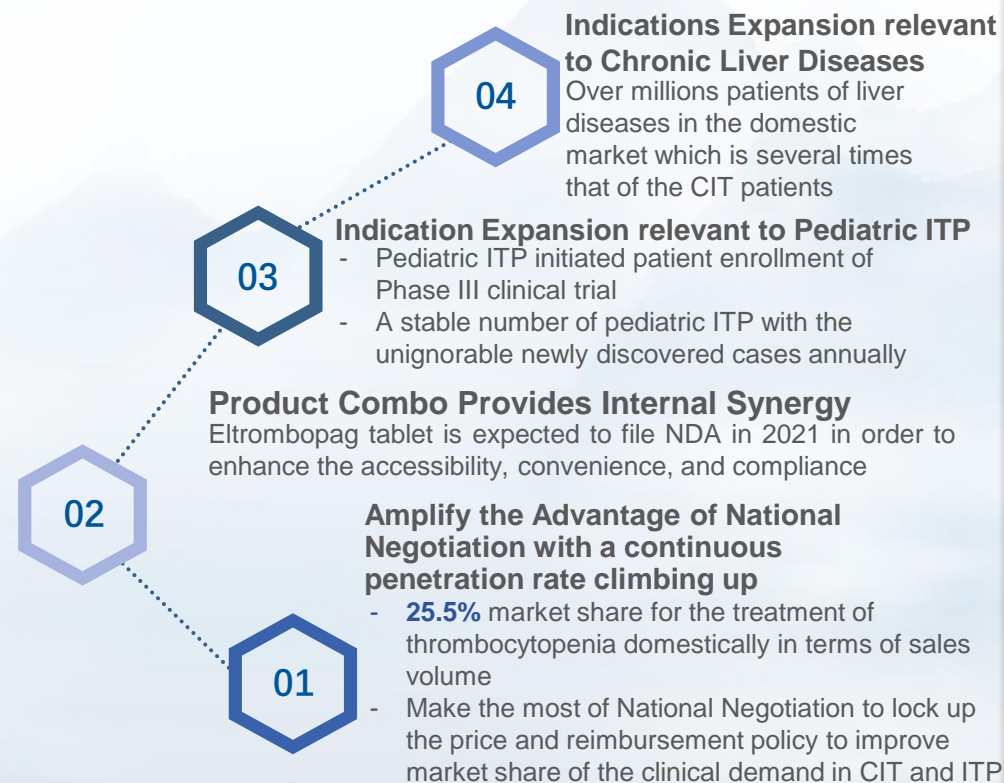 04
Indications Expansion relevant
to Chronic Liver Diseases
Over millions patients of liver
diseases in the domestic
market which is several times
that of the CIT patients
03
Indication Expansion relevant to Pediatric ITP
- Pediatric ITP initiated patient enrollment of
Phase III clinical trial
- A stable number of pediatric ITP with the
unignorable newly discovered cases annually
02
Product Combo Provides Internal Synergy
Eltrombopag tablet is expected to file NDA in 2021 in order to
enhance the accessibility, convenience, and compliance
01
Amplify the Advantage of National
Negotiation with a continuous
penetration rate climbing up
- 25.5% market share for the treatment of
thrombocytopenia domestically in terms of sales
volume
- Make the most of National Negotiation to lock up
the price and reimbursement policy to improve
market share of the clinical demand in CIT and ITP